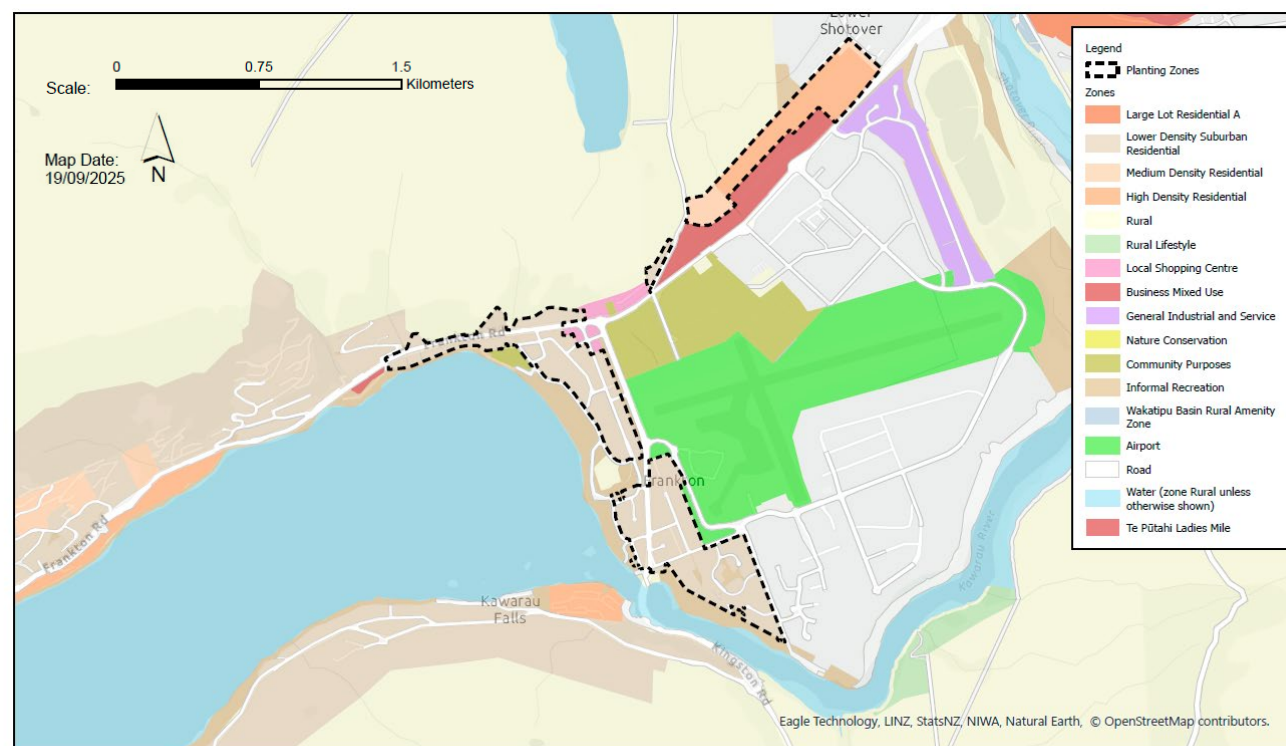 Lower
Shotover
Scale:
0
0.75
1.5
Kilometers
Map Date:
19/09/2025
N
Frankton Rd
Frankton
Frankton Rd
Kawarau
Falls
Kingston Rd
Kawarau River
Legend
Planting Zones
Zones
Large Lot Residential A
Lower Density Suburban
Residential
Medium Density Residential
High Density Residential
Rural
Rural Lifestyle
Local Shopping Centre
Business Mixed Use
General Industrial and Service
Nature Conservation
Community Purposes
Informal Recreation
Wakatipu Basin Rural Amenity
Zone
Airport
Road
Water (zone Rural unless
otherwise shown)
Te Pūtahi Ladies Mile
Eagle Technology, LINZ, StatsNZ, NIWA, Natural Earth, © OpenStreetMap contributors.